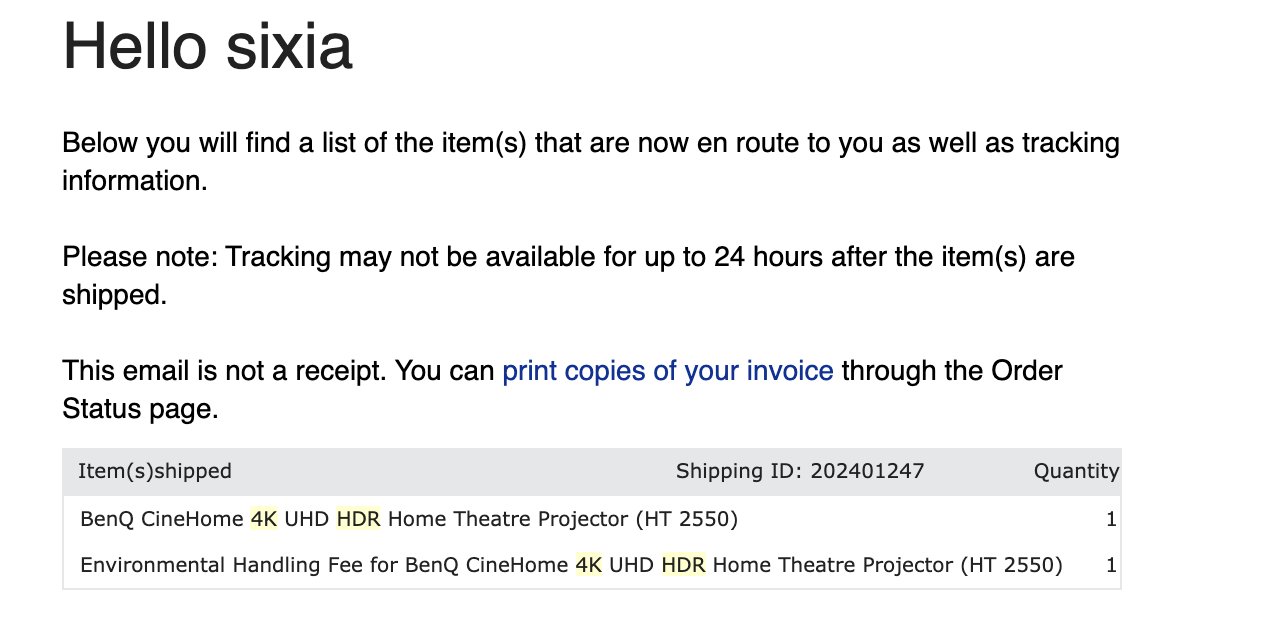 Hello sixia
Below you will find a list of the item(s) that are now en route to you as well as tracking
information.
Please note: Tracking may not be available for up to 24 hours after the item(s) are
shipped.
This email is not a receipt. You can print copies of your invoice through the Order
Status page.
Item(s)shipped Shipping ID: 202401247 Quantity
BenQ CineHome 4K UHD HDR Home Theatre Projector (HT 2550) 1
Environmental Handling Fee for BenQ CineHome 4K UHD HDR Home Theatre Projector (HT 2550) 1